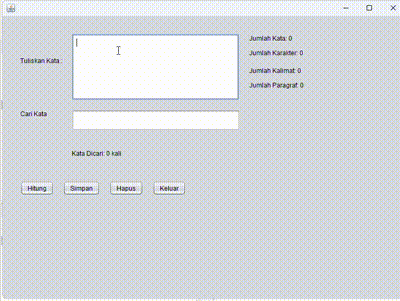 Jumlah Kata: 0
Jumlah Karakter: 0
Tuliskan Kata :
Jumlah Kalimat: 0
Jumlah Paragraf: 0
Cari Kata
Kata Dicari: 0 kali
Hitung Simpan Hapus Keluar